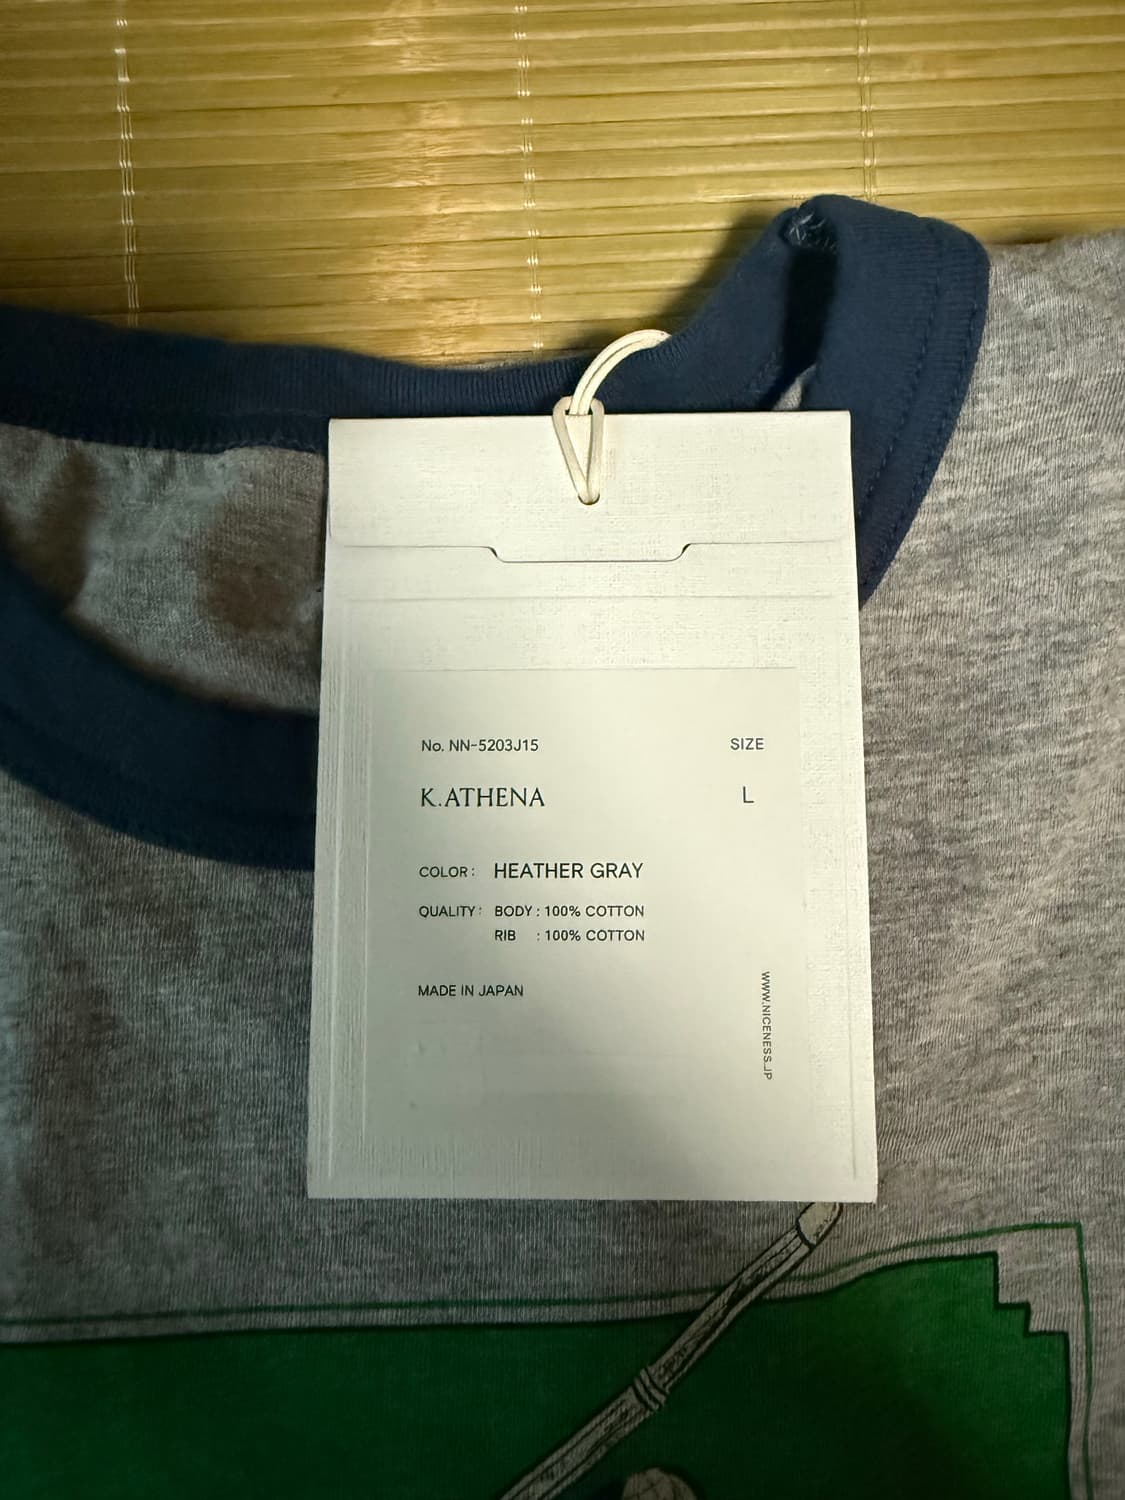 No. NN-5203J15
SIZE
K.ATHENA
L
COLOR: HEATHER GRAY
QUALITY: BODY : 100% COTTON
RIB : 100% COTTON
MADE IN JAPAN
WWW.NICENESS.JP